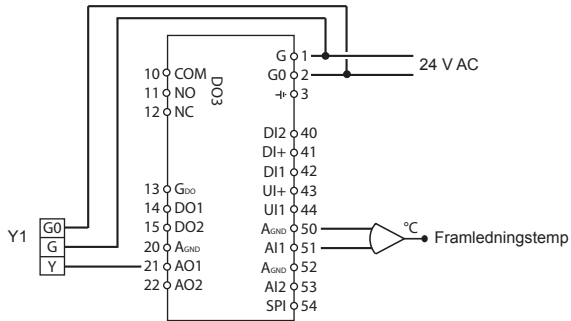 G 1
G0 2
24 V AC
3
10 COM
11 NO
12 NC
DO3
DI2 40
DI+ 41
DI1 42
UI+ 43
UI1 44
13 GDO
14 DO1
15 DO2
20 AGND
21 AO1
22 AO2
AGND 50
AI1 51
AGND 52
AI2 53
SPI 54
Y1
G0
G
Y
°C
Framledningstemp